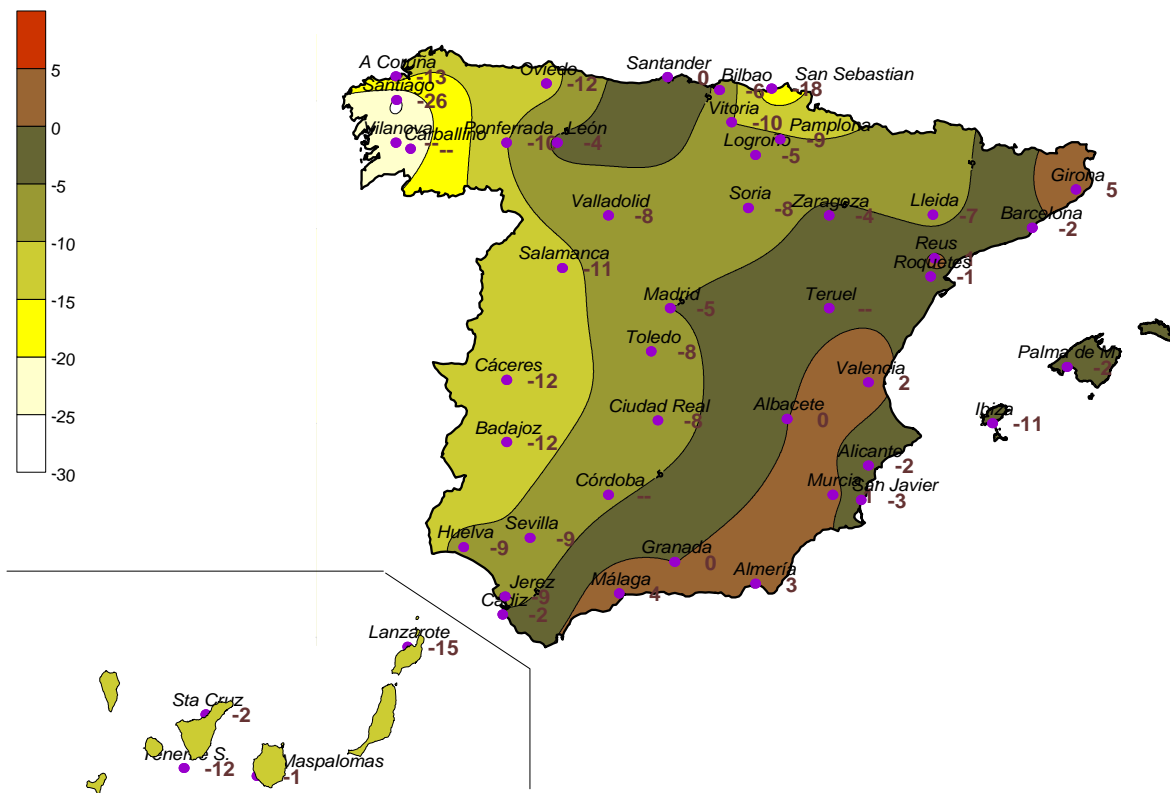 5
0
-5
-10
-15
-20
-25
-30
A Coruña
-13
Santiago
-26
Vilanova
--
Carballino
--
Oviedo
-12
Santander
0
Bilbao
-6
San Sebastian
-18
Vitoria
-10
Pamplona
-9
Logroño
-5
Ponferrada
-10
León
-4
Valladolid
-8
Soria
-8
Zaragoza
-4
Lleida
-7
Girona
5
Barcelona
-2
Reus
Roquetes
-1
Salamanca
-11
Madrid
-5
Teruel
--
Toledo
-8
Valencia
2
Palma de M.
-2
Ibiza
-11
Cáceres
-12
Ciudad Real
-8
Albacete
0
Badajoz
-12
Alicante
-2
Murcia
San Javier
-3
Córdoba
--
Huelva
-9
Sevilla
-9
Granada
0
Jerez
-9
Cádiz
-2
Málaga
4
Almería
3
Lanzarote
-15
Sta Cruz
-2
Tenerife S.
-12
Maspalomas
-1